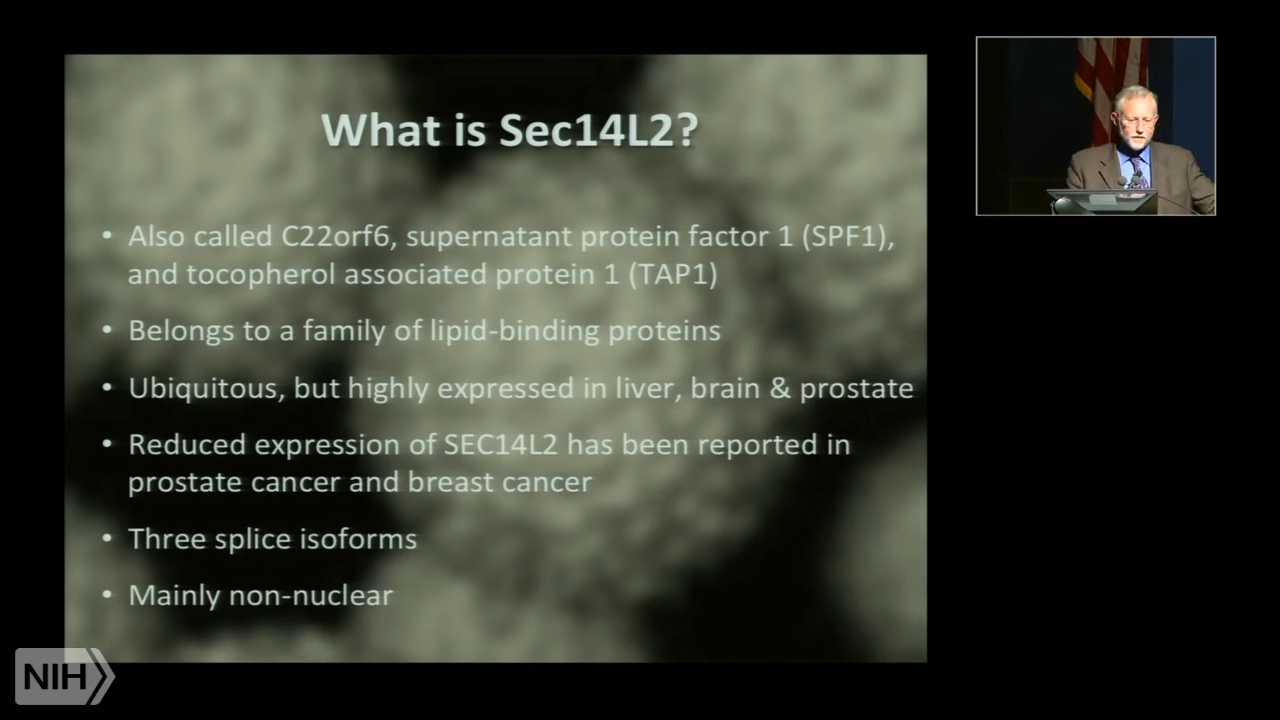 What is Sec14L2?
• Also called C22orf6, supernatant protein factor 1 (SPF1),
and tocopherol associated protein 1 (TAP1)
• Belongs to a family of lipid-binding proteins
• Ubiquitous, but highly expressed in liver, brain & prostate
• Reduced expression of SEC14L2 has been reported in
prostate cancer and breast cancer
• Three splice isoforms
• Mainly non-nuclear
NIH